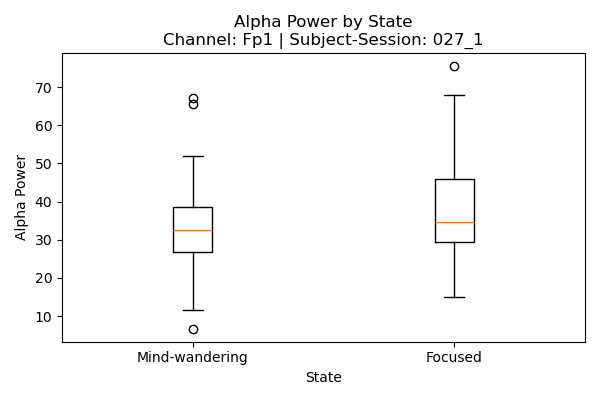 Alpha Power by State
Channel: Fp1 | Subject-Session: 027_1
Alpha Power
70
60
50
40
30
20
10
Mind-wandering
Focused
State